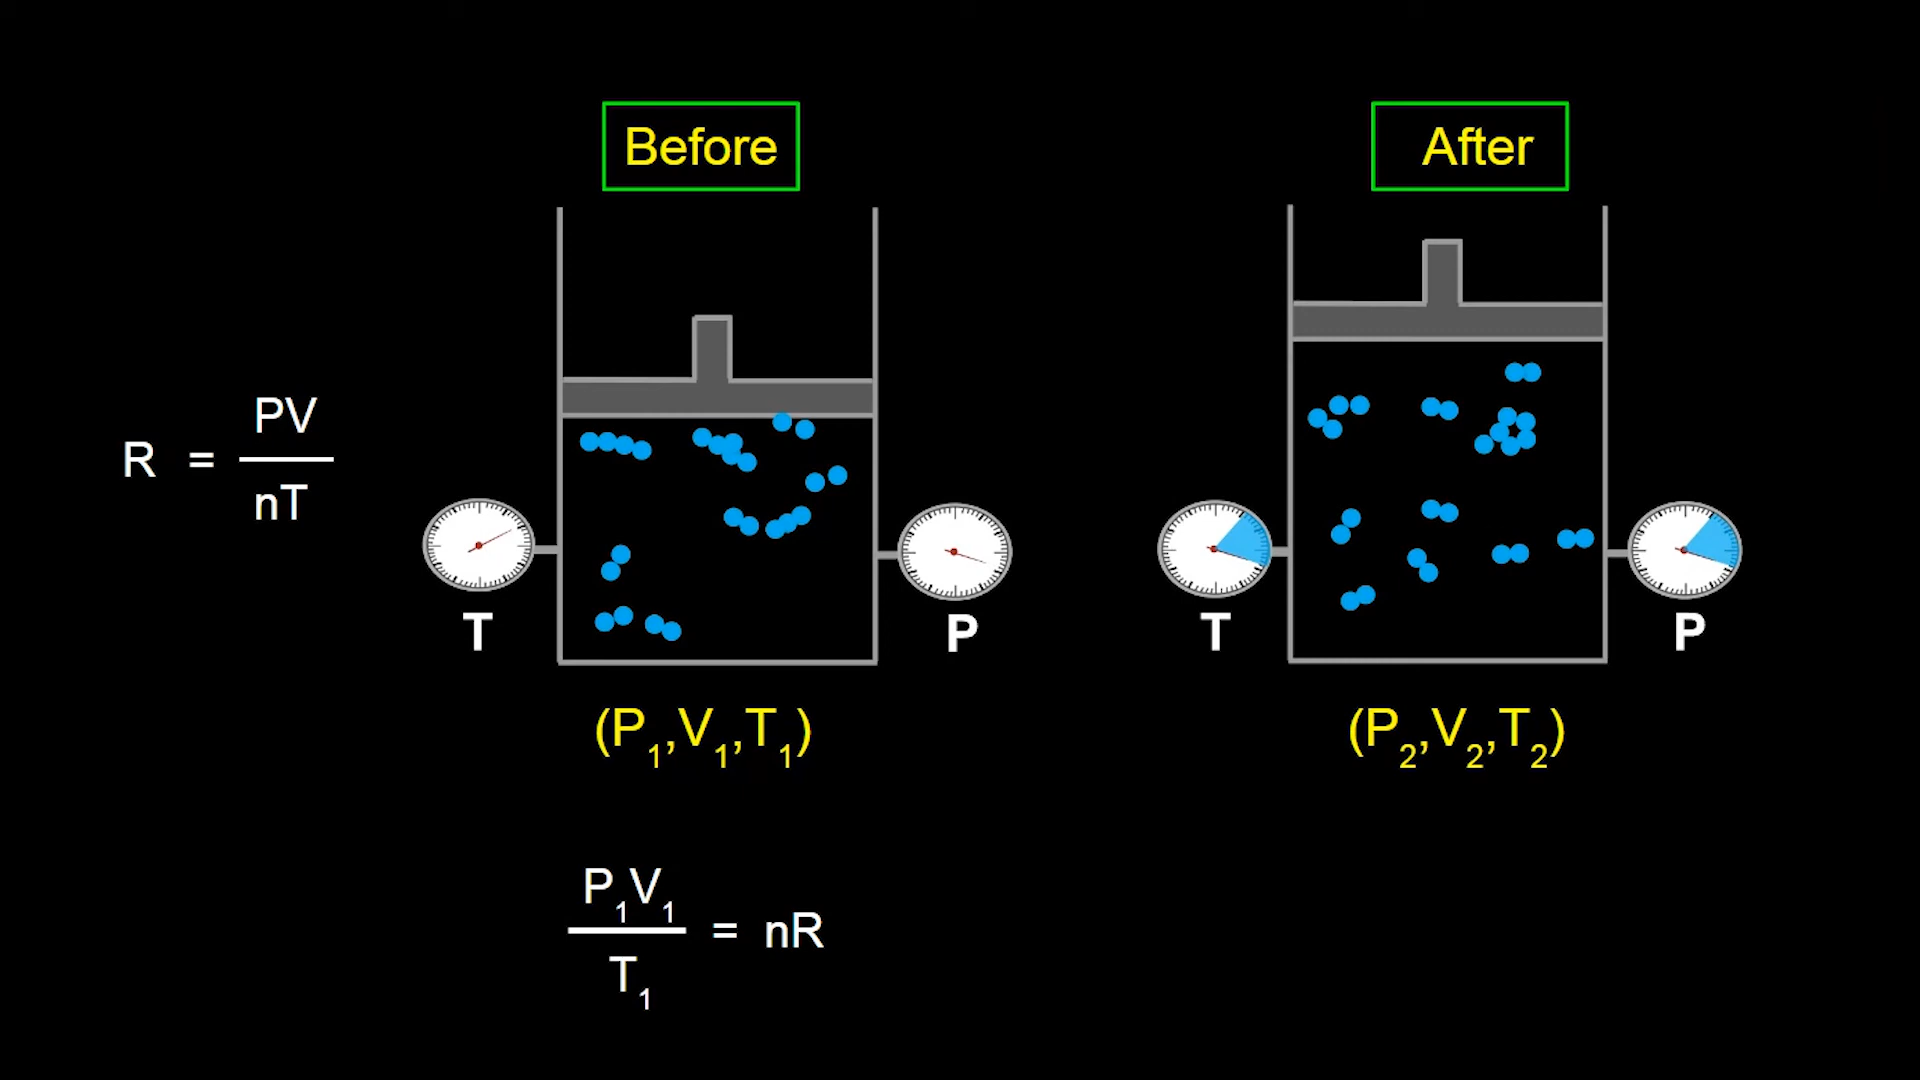 Before
After
R = PV
nT
T
P
T
P
(P₁,V₁,T₁)
(P₂,V₂,T₂)
P₁V₁
= nR
T₁